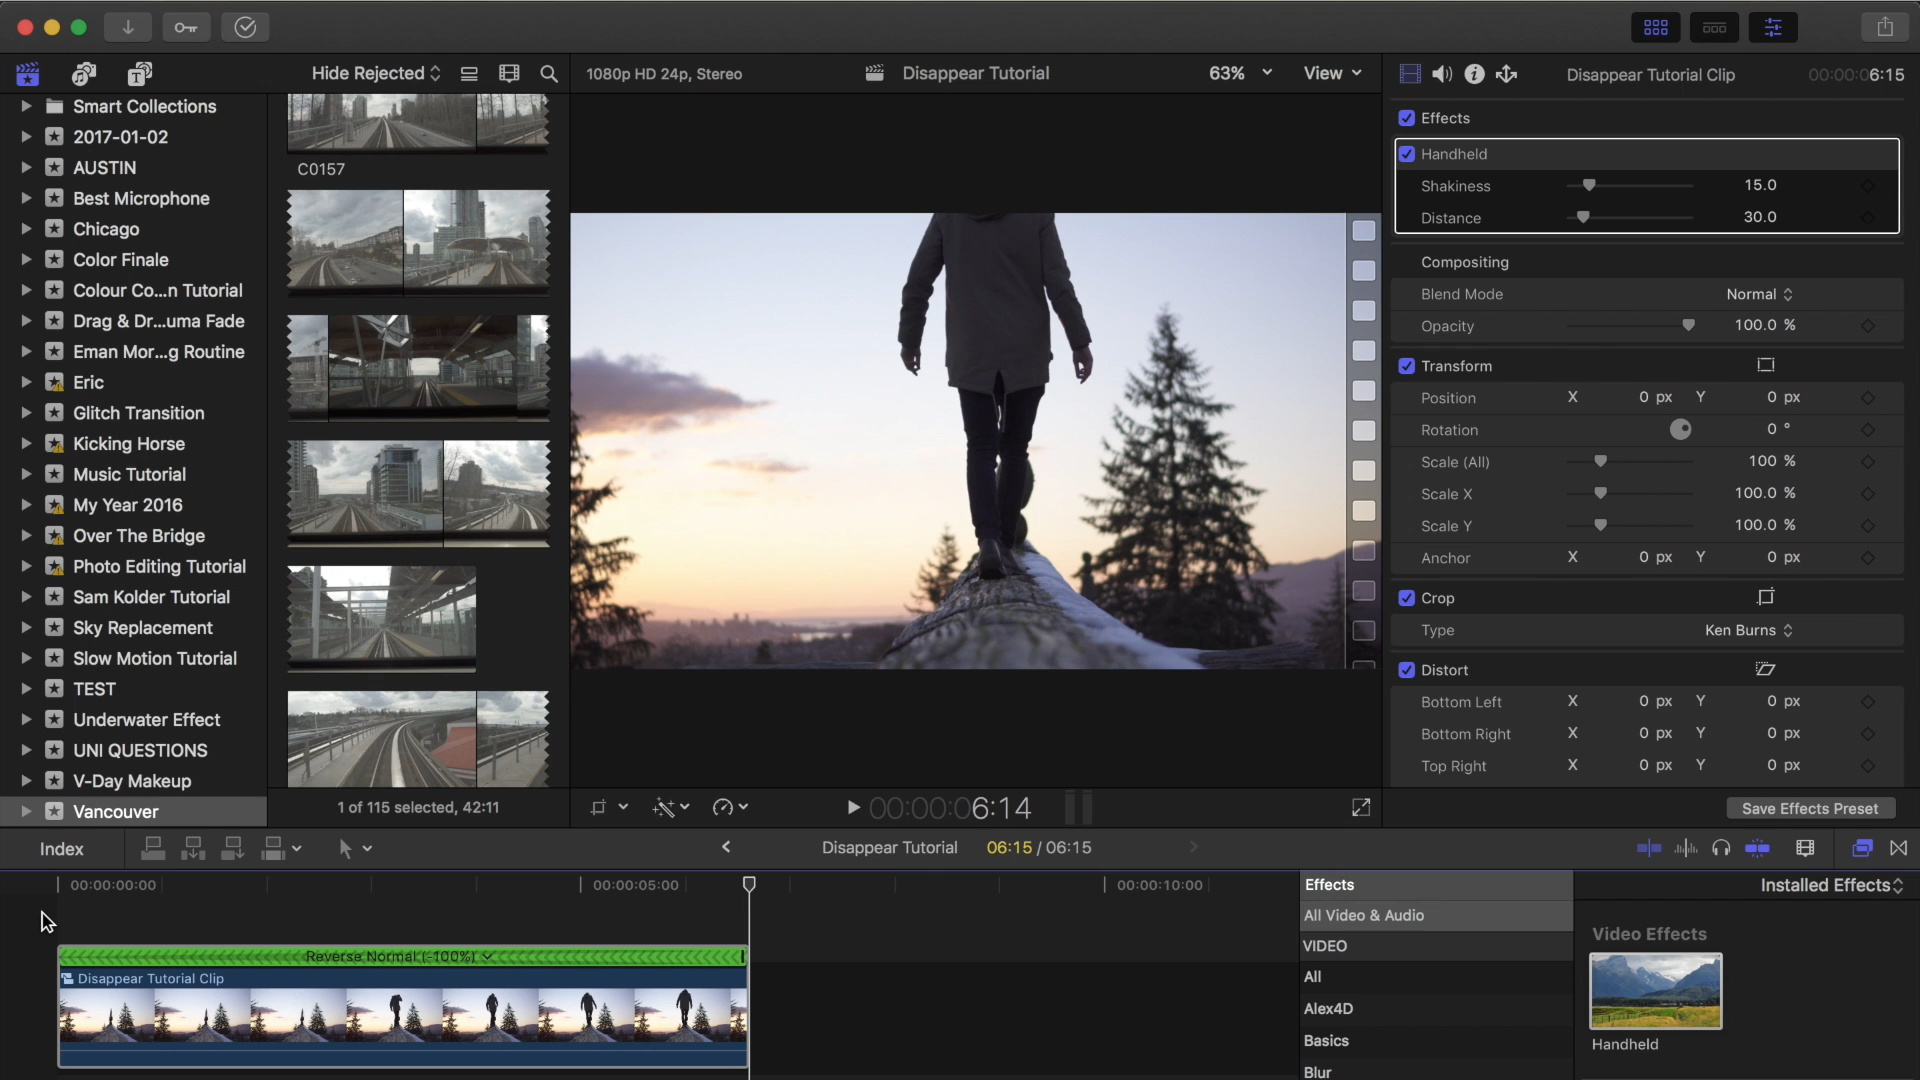 Hide Rejected
1080p HD 24p, Stereo
Disappear Tutorial
63%
View
Disappear Tutorial Clip
00:00:06:15
Smart Collections
2017-01-02
AUSTIN
Best Microphone
Chicago
Color Finale
Colour Co...n Tutorial
Drag & Dr...uma Fade
Eman Mor...g Routine
Eric
Glitch Transition
Kicking Horse
Music Tutorial
My Year 2016
Over The Bridge
Photo Editing Tutorial
Sam Kolder Tutorial
Sky Replacement
Slow Motion Tutorial
TEST
Underwater Effect
UNI QUESTIONS
V-Day Makeup
Vancouver
C0157
1 of 115 selected, 42:11
00:00:06:14
Effects
Handheld
Shakiness 15.0
Distance 30.0
Compositing
Blend Mode Normal
Opacity 100.0 %
Transform
Position X 0 px Y 0 px
Rotation 0 °
Scale (All) 100 %
Scale X 100.0 %
Scale Y 100.0 %
Anchor X 0 px Y 0 px
Crop
Type Ken Burns
Distort
Bottom Left X 0 px Y 0 px
Bottom Right X 0 px Y 0 px
Top Right X 0 px Y 0 px
Save Effects Preset
Index
Disappear Tutorial 06:15 / 06:15
00:00:00:00
00:00:05:00
00:00:10:00
Reverse Normal (-100%)
Disappear Tutorial Clip
Effects
All Video & Audio
VIDEO
All
Alex4D
Basics
Blur
Installed Effects
Video Effects
Handheld